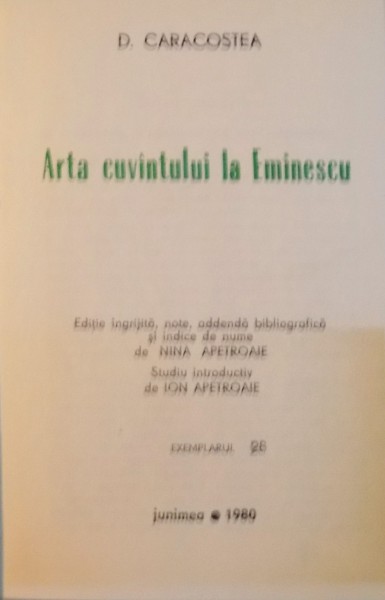 D. CARACOSTEA
Arta cuvîntului la Eminescu
Ediție îngrijită, note, addendă bibliografică
și indice de nume
de NINA APETROAIE
Studiu introductiv
de ION APETROAIE
EXEMPLARUL
junimea • 1980